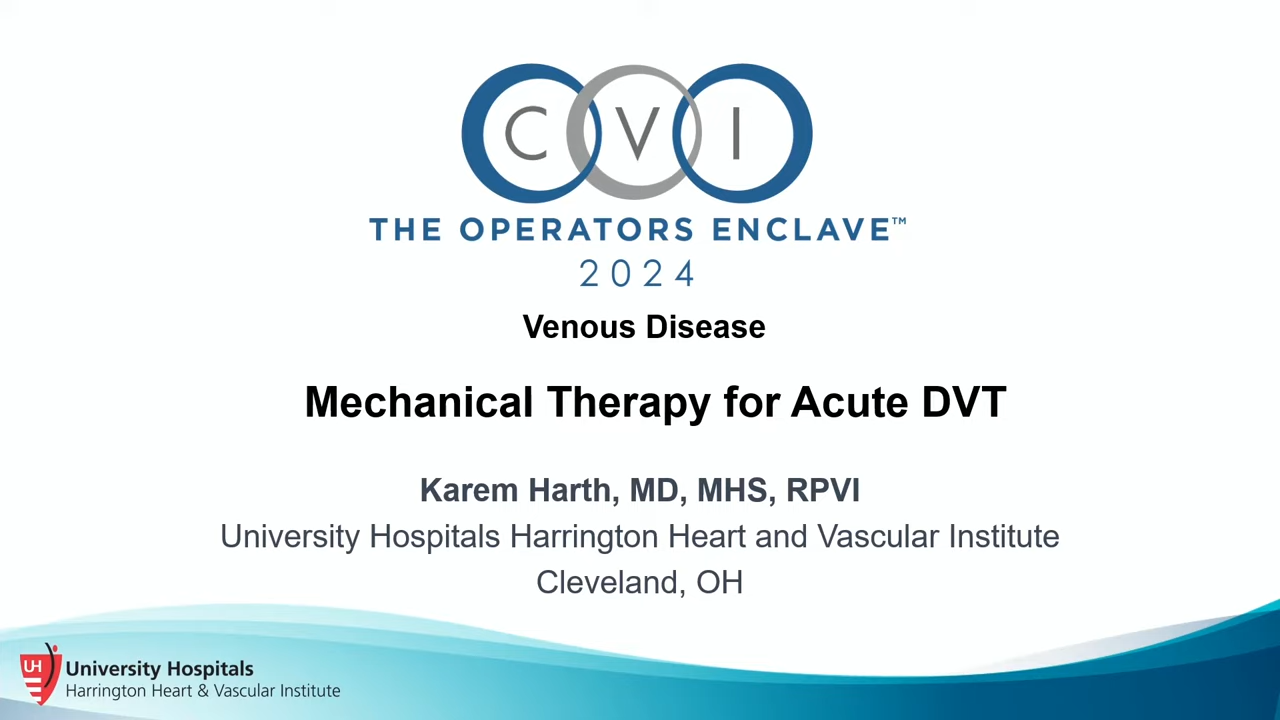 C V I
THE OPERATORS ENCLAVE™
2024
Venous Disease
Mechanical Therapy for Acute DVT
Karem Harth, MD, MHS, RPVI
University Hospitals Harrington Heart and Vascular Institute
Cleveland, OH
UH
University Hospitals
Harrington Heart & Vascular Institute